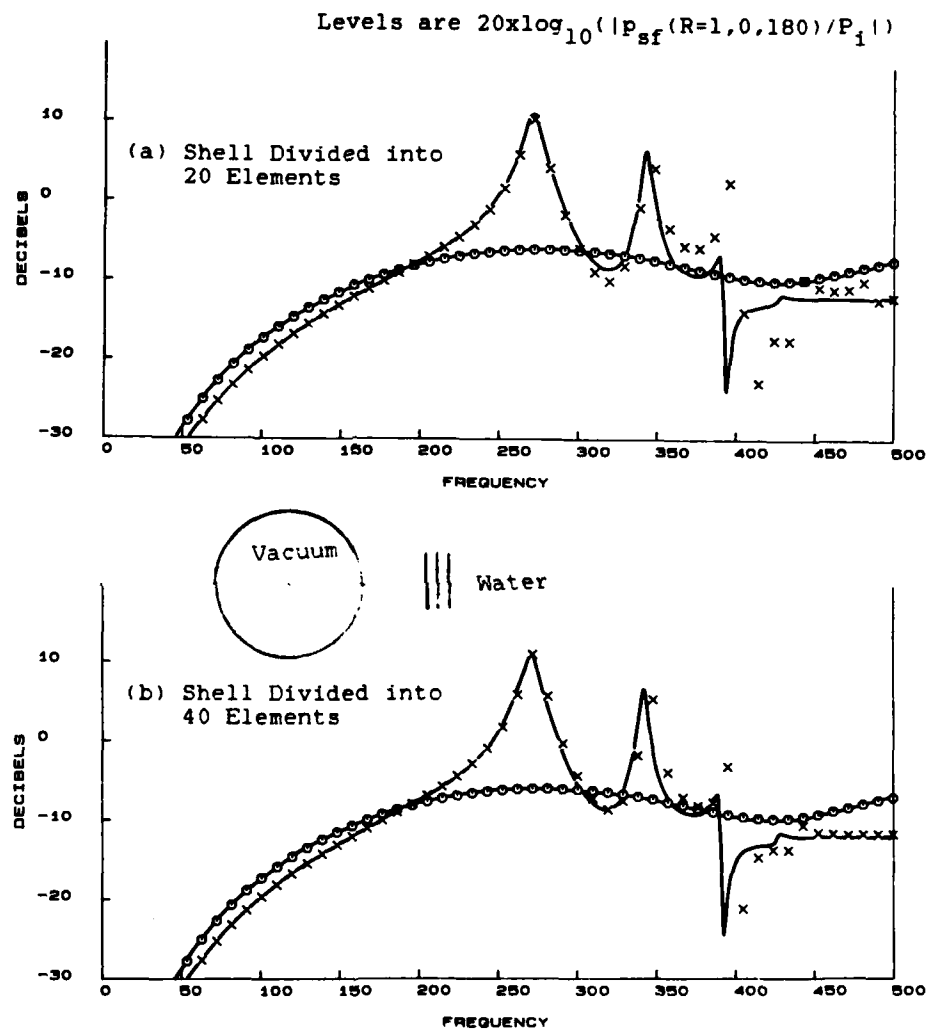 Levels are 20xlog10(|psf(R=1,0,180)/Pi|)
10
0
-10
-20
-30
DECIBELS
(a) Shell Divided into
20 Elements
0 50 100 150 200 250 300 350 400 450 500
FREQUENCY
Vacuum
Water
10
0
-10
-20
-30
DECIBELS
(b) Shell Divided into
40 Elements
0 50 100 150 200 250 300 350 400 450 500
FREQUENCY